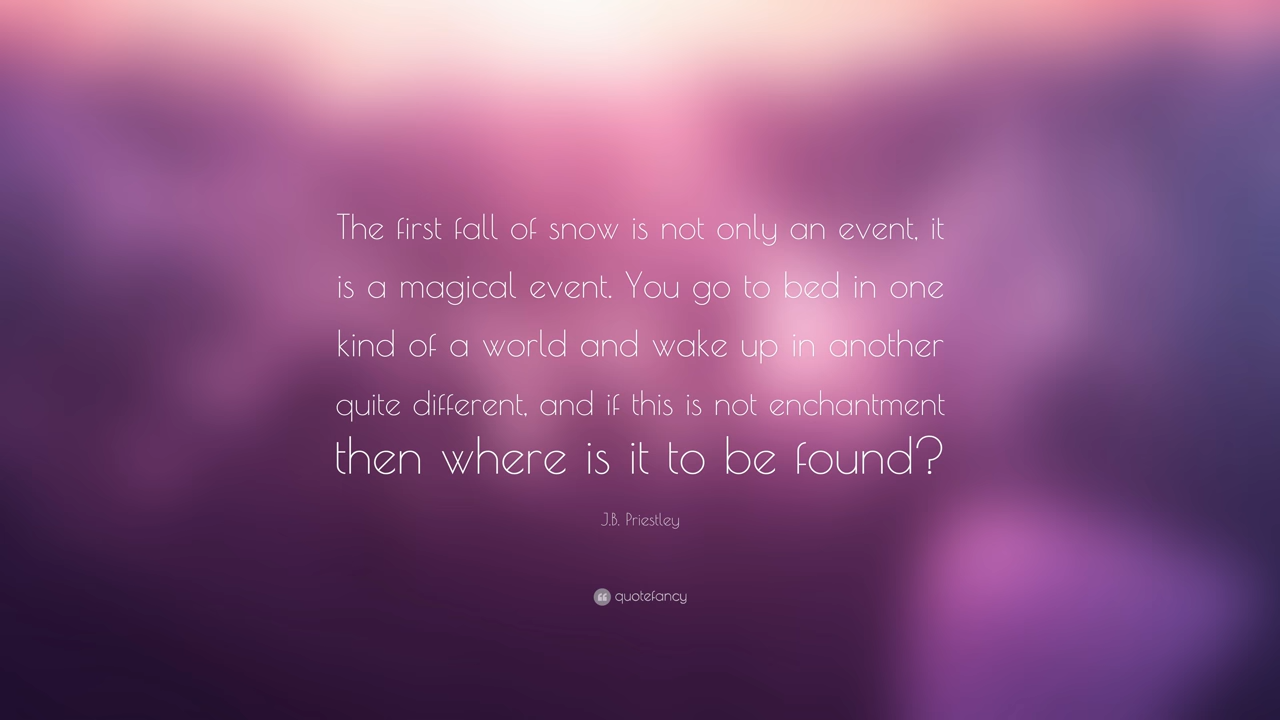 The first fall of snow is not only an event, it
is a magical event. You go to bed in one
kind of a world and wake up in another
quite different, and if this is not enchantment
then where is it to be found?
J.B. Priestley
quotefancy